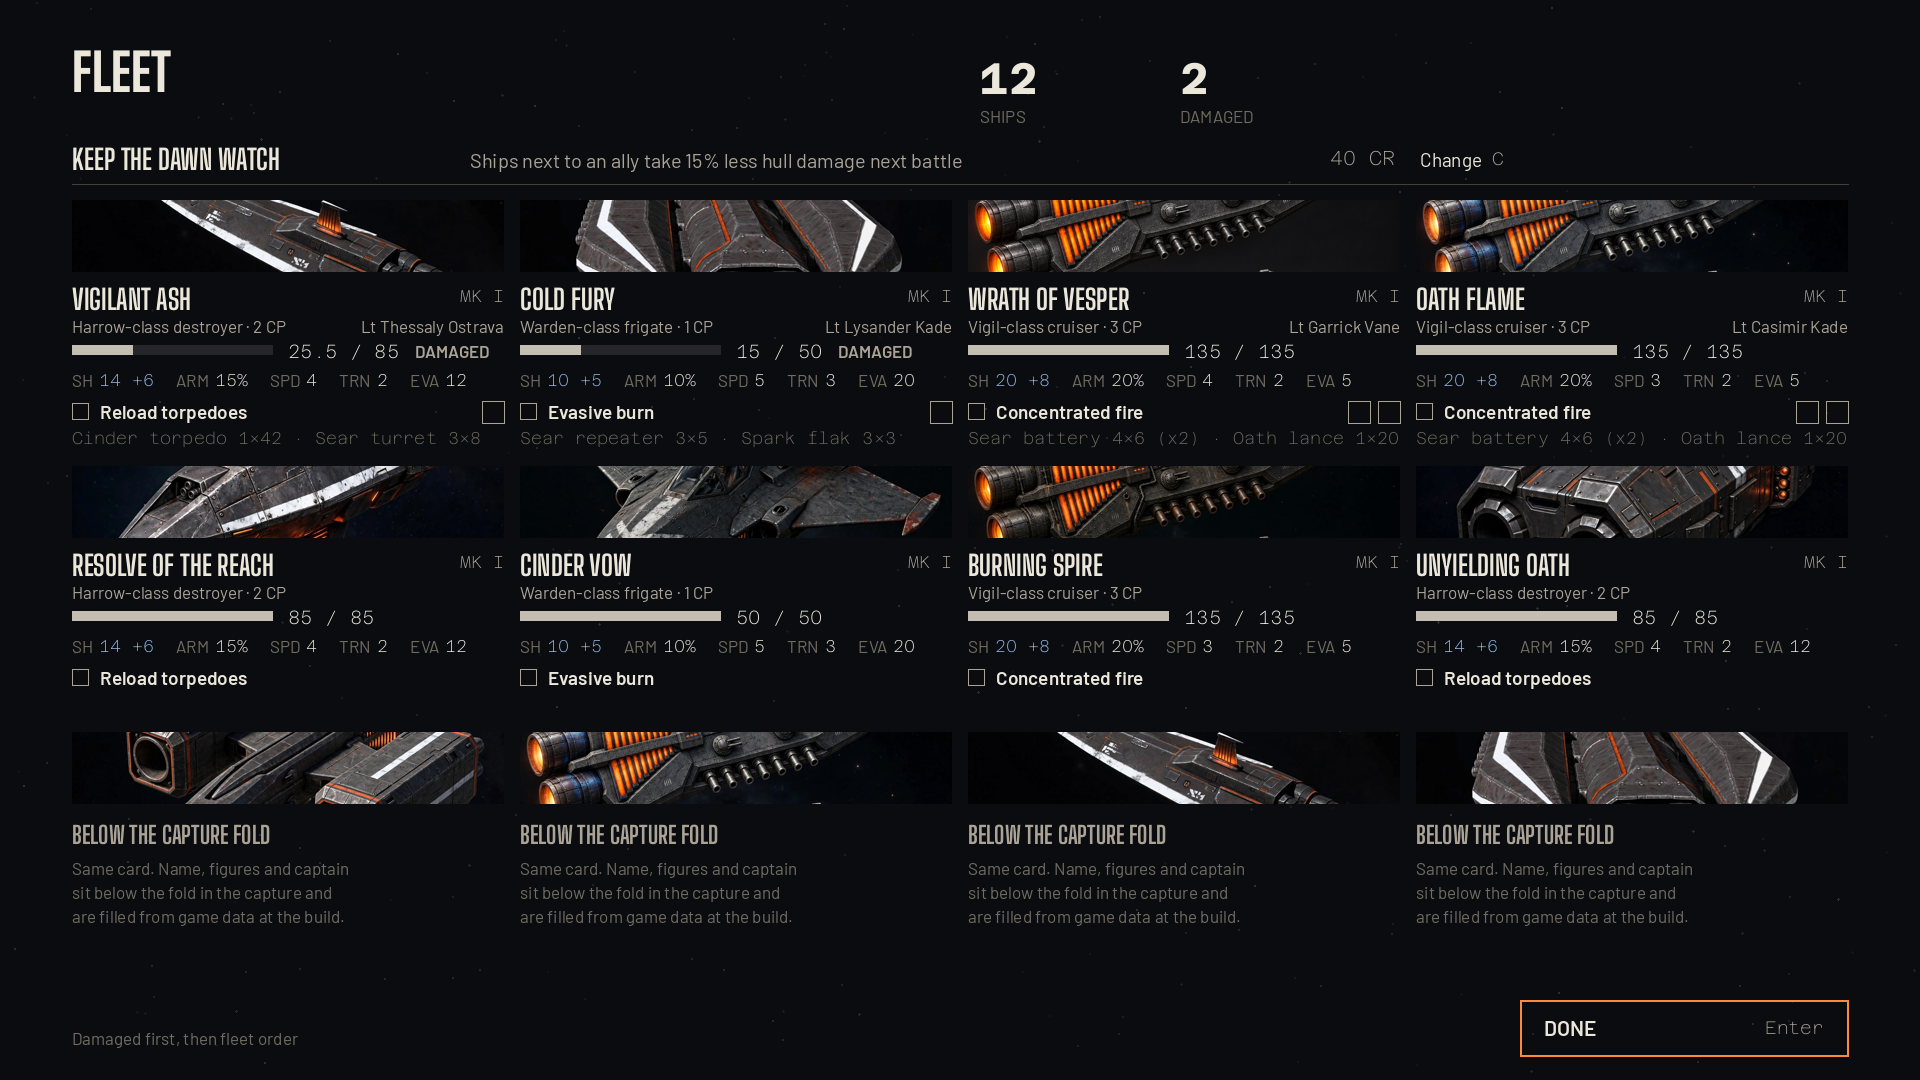 FLEET
12
SHIPS
2
DAMAGED
KEEP THE DAWN WATCH
Ships next to an ally take 15% less hull damage next battle
40 CR
Change C
VIGILANT ASH MK I
Harrow-class destroyer · 2 CP Lt Thessaly Ostrava
25.5 / 85 DAMAGED
SH 14 +6 ARM 15% SPD 4 TRN 2 EVA 12
Reload torpedoes
Cinder torpedo 1×42 · Sear turret 3×8
COLD FURY MK I
Warden-class frigate · 1 CP Lt Lysander Kade
15 / 50 DAMAGED
SH 10 +5 ARM 10% SPD 5 TRN 3 EVA 20
Evasive burn
Sear repeater 3×5 · Spark flak 3×3
WRATH OF VESPER MK I
Vigil-class cruiser · 3 CP Lt Garrick Vane
135 / 135
SH 20 +8 ARM 20% SPD 4 TRN 2 EVA 5
Concentrated fire
Sear battery 4×6 (x2) · Oath lance 1×20
OATH FLAME MK I
Vigil-class cruiser · 3 CP Lt Casimir Kade
135 / 135
SH 20 +8 ARM 20% SPD 3 TRN 2 EVA 5
Concentrated fire
Sear battery 4×6 (x2) · Oath lance 1×20
RESOLVE OF THE REACH MK I
Harrow-class destroyer · 2 CP
85 / 85
SH 14 +6 ARM 15% SPD 4 TRN 2 EVA 12
Reload torpedoes
CINDER VOW MK I
Warden-class frigate · 1 CP
50 / 50
SH 10 +5 ARM 10% SPD 5 TRN 3 EVA 20
Evasive burn
BURNING SPIRE MK I
Vigil-class cruiser · 3 CP
135 / 135
SH 20 +8 ARM 20% SPD 3 TRN 2 EVA 5
Concentrated fire
UNYIELDING OATH MK I
Harrow-class destroyer · 2 CP
85 / 85
SH 14 +6 ARM 15% SPD 4 TRN 2 EVA 12
Reload torpedoes
BELOW THE CAPTURE FOLD
Same card. Name, figures and captain
sit below the fold in the capture and
are filled from game data at the build.
BELOW THE CAPTURE FOLD
Same card. Name, figures and captain
sit below the fold in the capture and
are filled from game data at the build.
BELOW THE CAPTURE FOLD
Same card. Name, figures and captain
sit below the fold in the capture and
are filled from game data at the build.
BELOW THE CAPTURE FOLD
Same card. Name, figures and captain
sit below the fold in the capture and
are filled from game data at the build.
Damaged first, then fleet order
DONE Enter